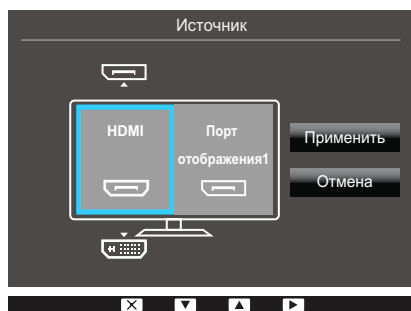 Источник
HDMI
Порт
отображения1
Применить
Отмена